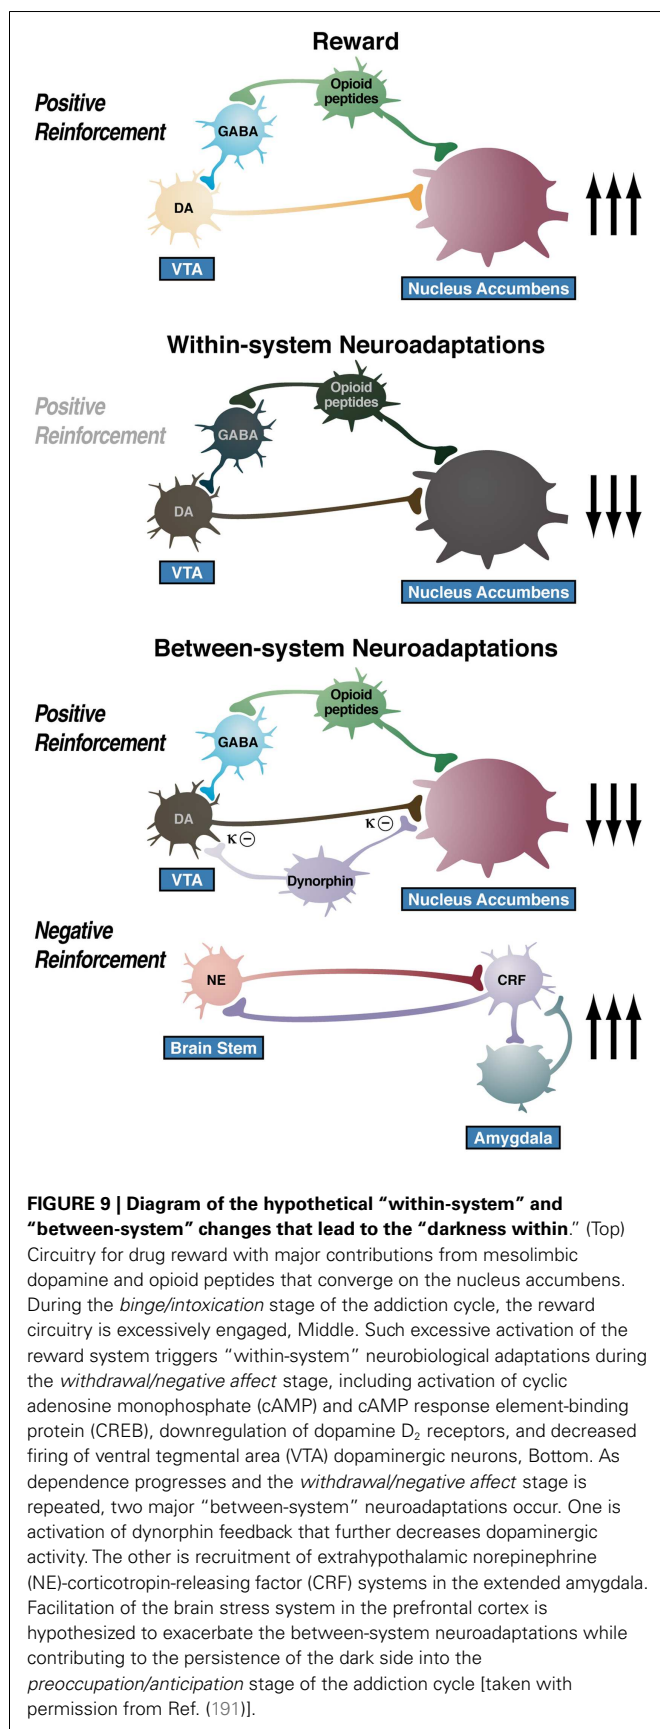 Reward
Positive
Reinforcement
Opioid
peptides
GABA
DA
VTA
Nucleus Accumbens
Within-system Neuroadaptations
Positive
Reinforcement
Opioid
peptides
GABA
DA
VTA
Nucleus Accumbens
Between-system Neuroadaptations
Positive
Reinforcement
Opioid
peptides
GABA
DA
κ⊖
κ⊖
VTA
Dynorphin
Nucleus Accumbens
Negative
Reinforcement
NE
CRF
Brain Stem
Amygdala
FIGURE 9 | Diagram of the hypothetical “within-system” and
“between-system” changes that lead to the “darkness within.” (Top)
Circuitry for drug reward with major contributions from mesolimbic
dopamine and opioid peptides that converge on the nucleus accumbens.
During the binge/intoxication stage of the addiction cycle, the reward
circuitry is excessively engaged, Middle. Such excessive activation of the
reward system triggers “within-system” neurobiological adaptations during
the withdrawal/negative affect stage, including activation of cyclic
adenosine monophosphate (cAMP) and cAMP response element-binding
protein (CREB), downregulation of dopamine D₂ receptors, and decreased
firing of ventral tegmental area (VTA) dopaminergic neurons, Bottom. As
dependence progresses and the withdrawal/negative affect stage is
repeated, two major “between-system” neuroadaptations occur. One is
activation of dynorphin feedback that further decreases dopaminergic
activity. The other is recruitment of extrahypothalamic norepinephrine
(NE)-corticotropin-releasing factor (CRF) systems in the extended amygdala.
Facilitation of the brain stress system in the prefrontal cortex is
hypothesized to exacerbate the between-system neuroadaptations while
contributing to the persistence of the dark side into the
preoccupation/anticipation stage of the addiction cycle [taken with
permission from Ref. (191)].